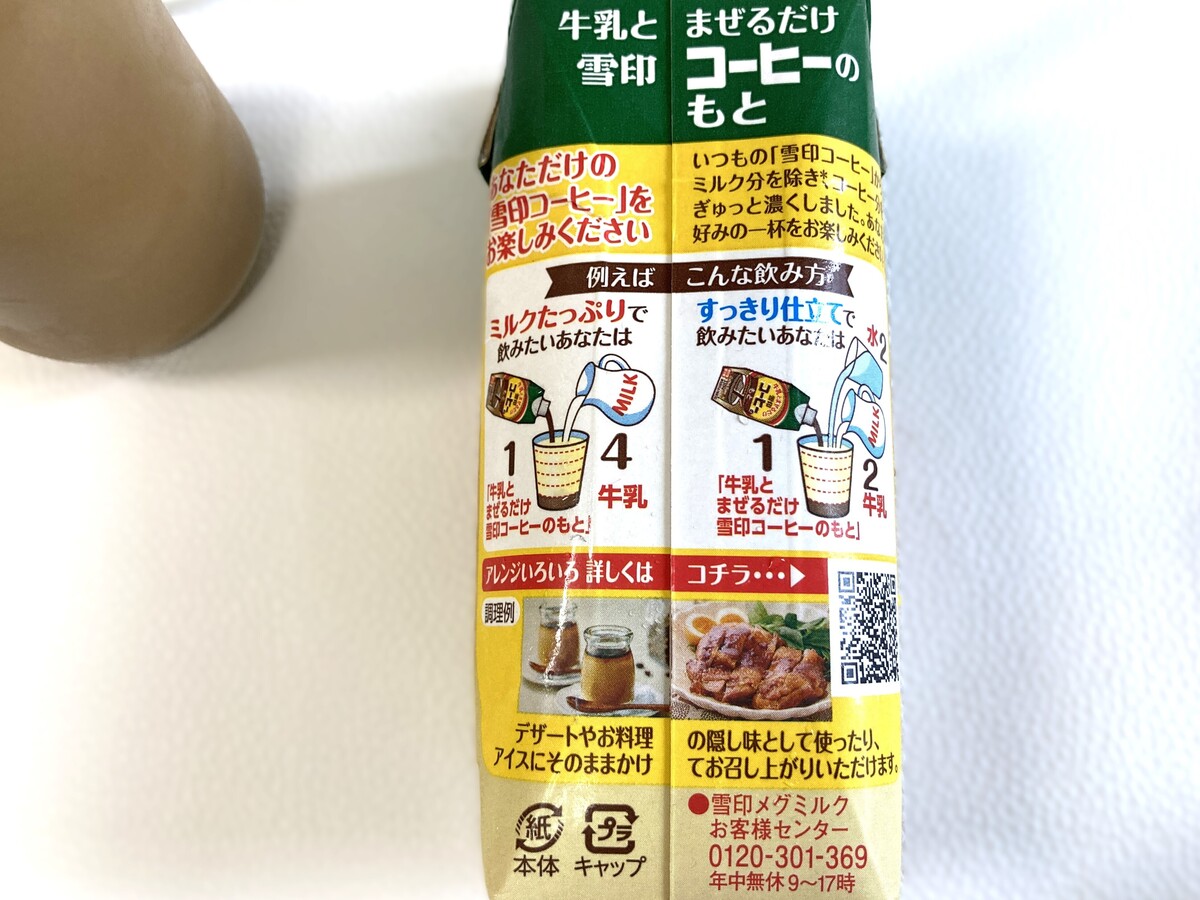 牛乳と まぜるだけ
雪印 コーヒーの
もと
あなただけの
「雪印コーヒー」を
お楽しみください
いつもの「雪印コーヒー」か
ミルク分を除き*、コーヒー分
ぎゅっと濃くしました。あな
好みの一杯をお楽しみくださ
例えば こんな飲み方
ミルクたっぷりで
飲みたいあなたは
MILK
1
4
「牛乳と
まぜるだけ
雪印コーヒーのもと」
牛乳
すっきり仕立てで
飲みたいあなたは
水2
MILK
1
2
「牛乳と
まぜるだけ
雪印コーヒーのもと」
牛乳
アレンジいろいろ 詳しくは コチラ・・・▶
調理例
デザートやお料理の隠し味として使ったり、
アイスにそのままかけてお召し上がりいただけます。
紙
本体
プラ
キャップ
●雪印メグミルク
お客様センター
0120-301-369
年中無休9〜17時